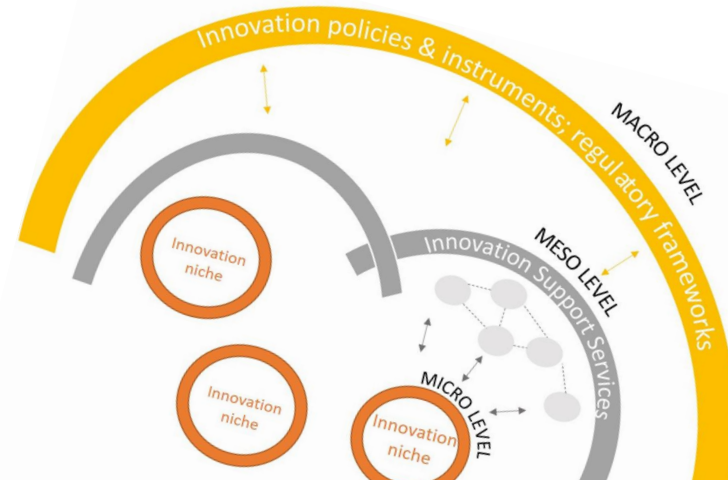 Innovation policies & instruments; regulatory frameworks
MACRO LEVEL
Innovation Support Services
MESO LEVEL
Innovation
niche
Innovation
niche
MICRO LEVEL
Innovation
niche